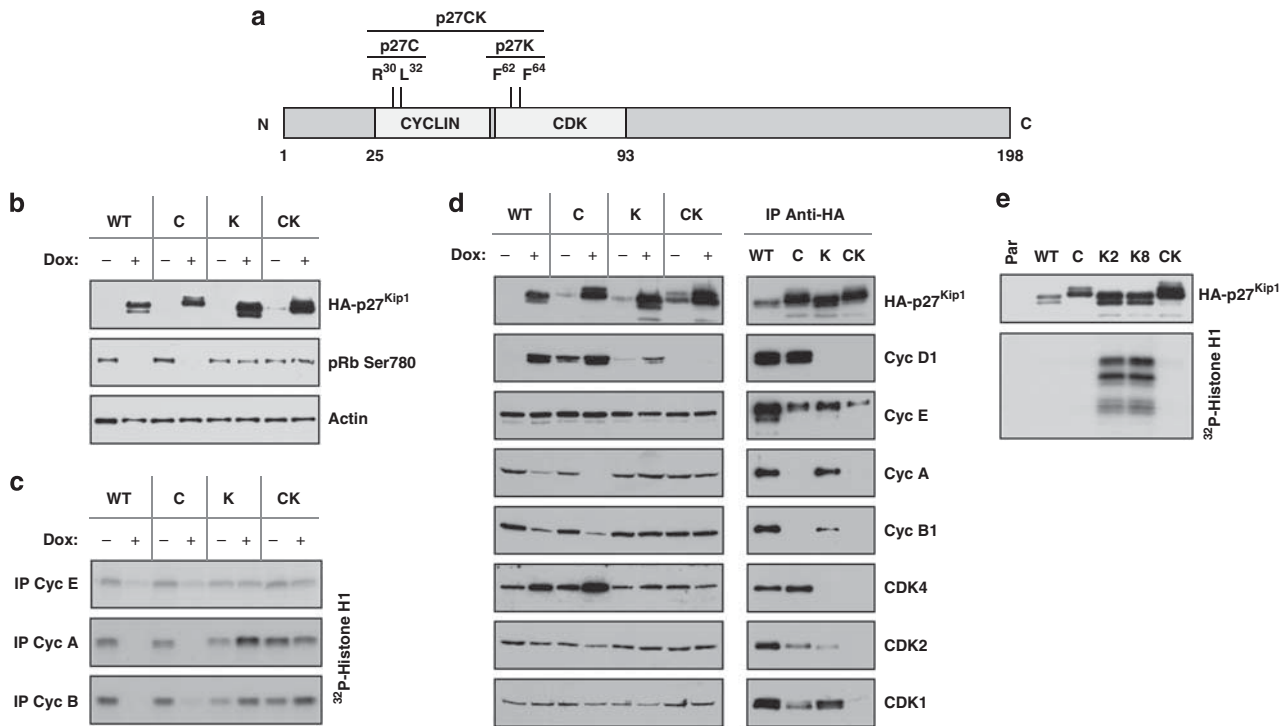 a
p27CK
p27C p27K
R30 L32 F62 F64
N CYCLIN CDK C
1 25 93 198
b
WT C K CK
Dox: – + – + – + – +
HA-p27Kip1
pRb Ser780
Actin
c
WT C K CK
Dox: – + – + – + – +
IP Cyc E
IP Cyc A
IP Cyc B
32P-Histone H1
d
WT C K CK IP Anti-HA
Dox: – + – + – + – + WT C K CK
HA-p27Kip1
Cyc D1
Cyc E
Cyc A
Cyc B1
CDK4
CDK2
CDK1
e
Par WT C K2 K8 CK
HA-p27Kip1
32P-Histone H1